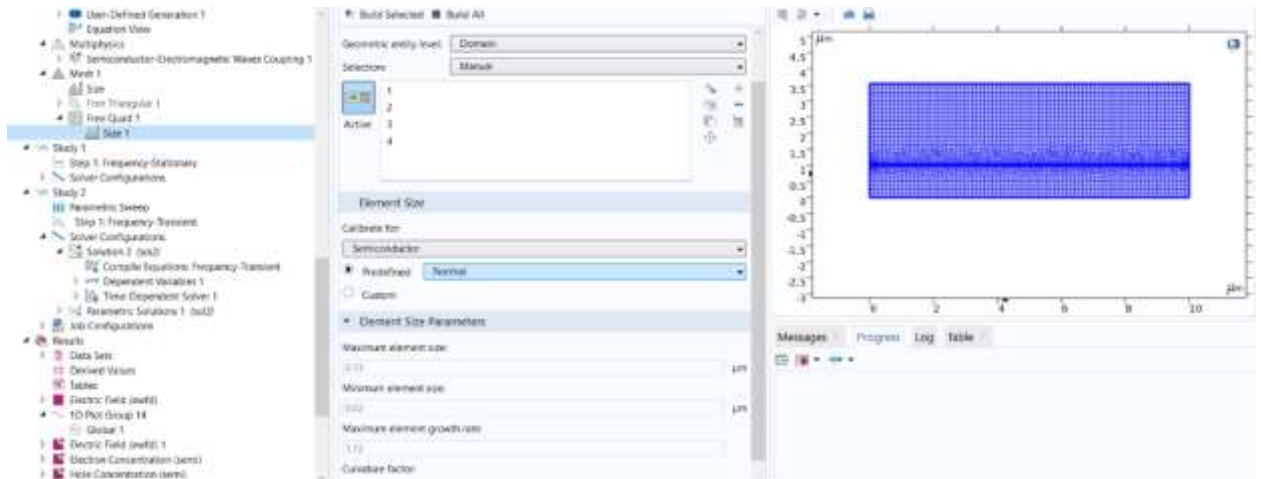 User-Defined Generation 1
Equation View
Multiphysics
Semiconductor-Electromagnetic Waves Coupling 1
Mesh 1
Size
Free Triangular 1
Free Quad 1
Size 1
Study 1
Step 1: Frequency-Stationary
Solver Configurations
Study 2
Parametric Sweep
Step 1: Frequency-Transient
Solver Configurations
Solution 2 (sol2)
Compile Equations: Frequency-Transient
Dependent Variables 1
Time-Dependent Solver 1
Parametric Solutions 1
Job Configurations
Results
Data Sets
Derived Values
Tables
Electric Field (ewfd)
1D Plot Group 14
Global 1
Electric Field (ewfd) 1
Electron Concentration (semi)
Hole Concentration (semi)
Build Selected Build All
Geometric entity level: Domain
Selection: Manual
Active
1
2
3
4
Element Size
Calibrate for:
Semiconductor
Predefined Normal
Custom
Element Size Parameters
Maximum element size:
µm
Minimum element size:
µm
Maximum element growth rate:
Curvature factor:
µm
5
4.5
4
3.5
3
2.5
2
1.5
1
0.5
0
-0.5
-1
-1.5
-2
-2.5
-3
0 2 4 6 8 10
µm
Messages Progress Log Table